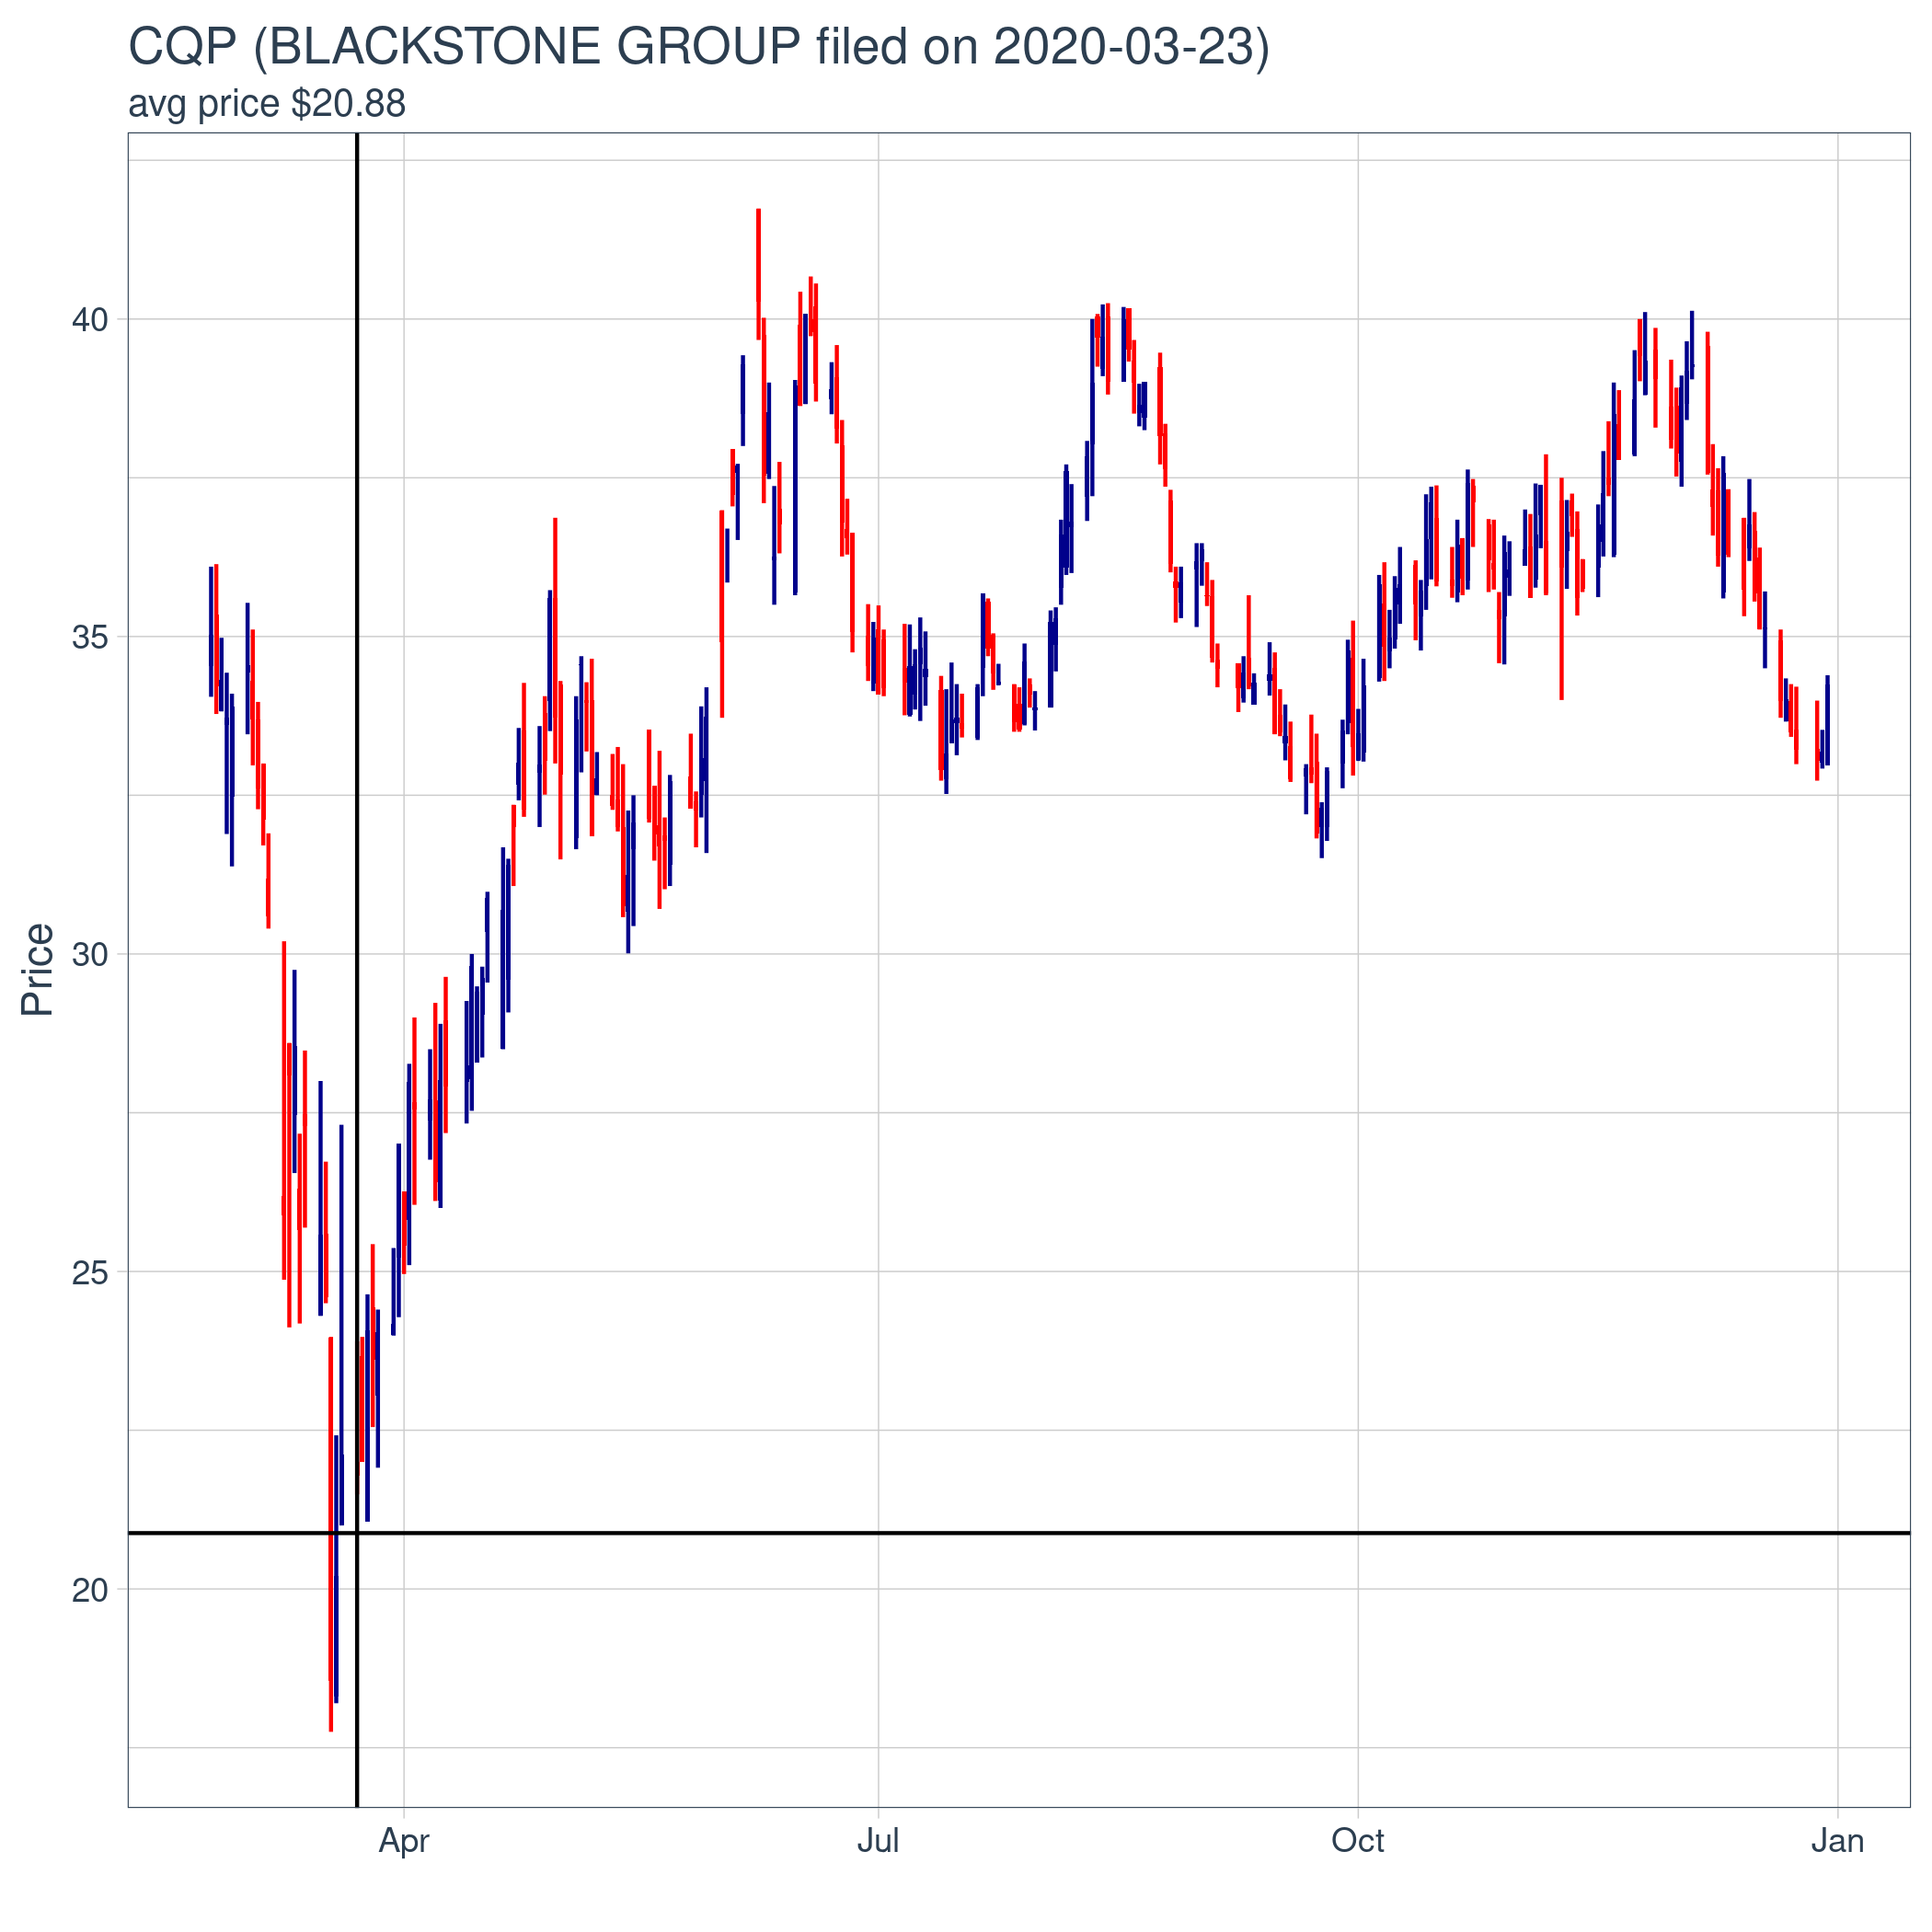 CQP (BLACKSTONE GROUP filed on 2020-03-23)
avg price $20.88
40
35
30
25
20
Price
Apr Jul Oct Jan